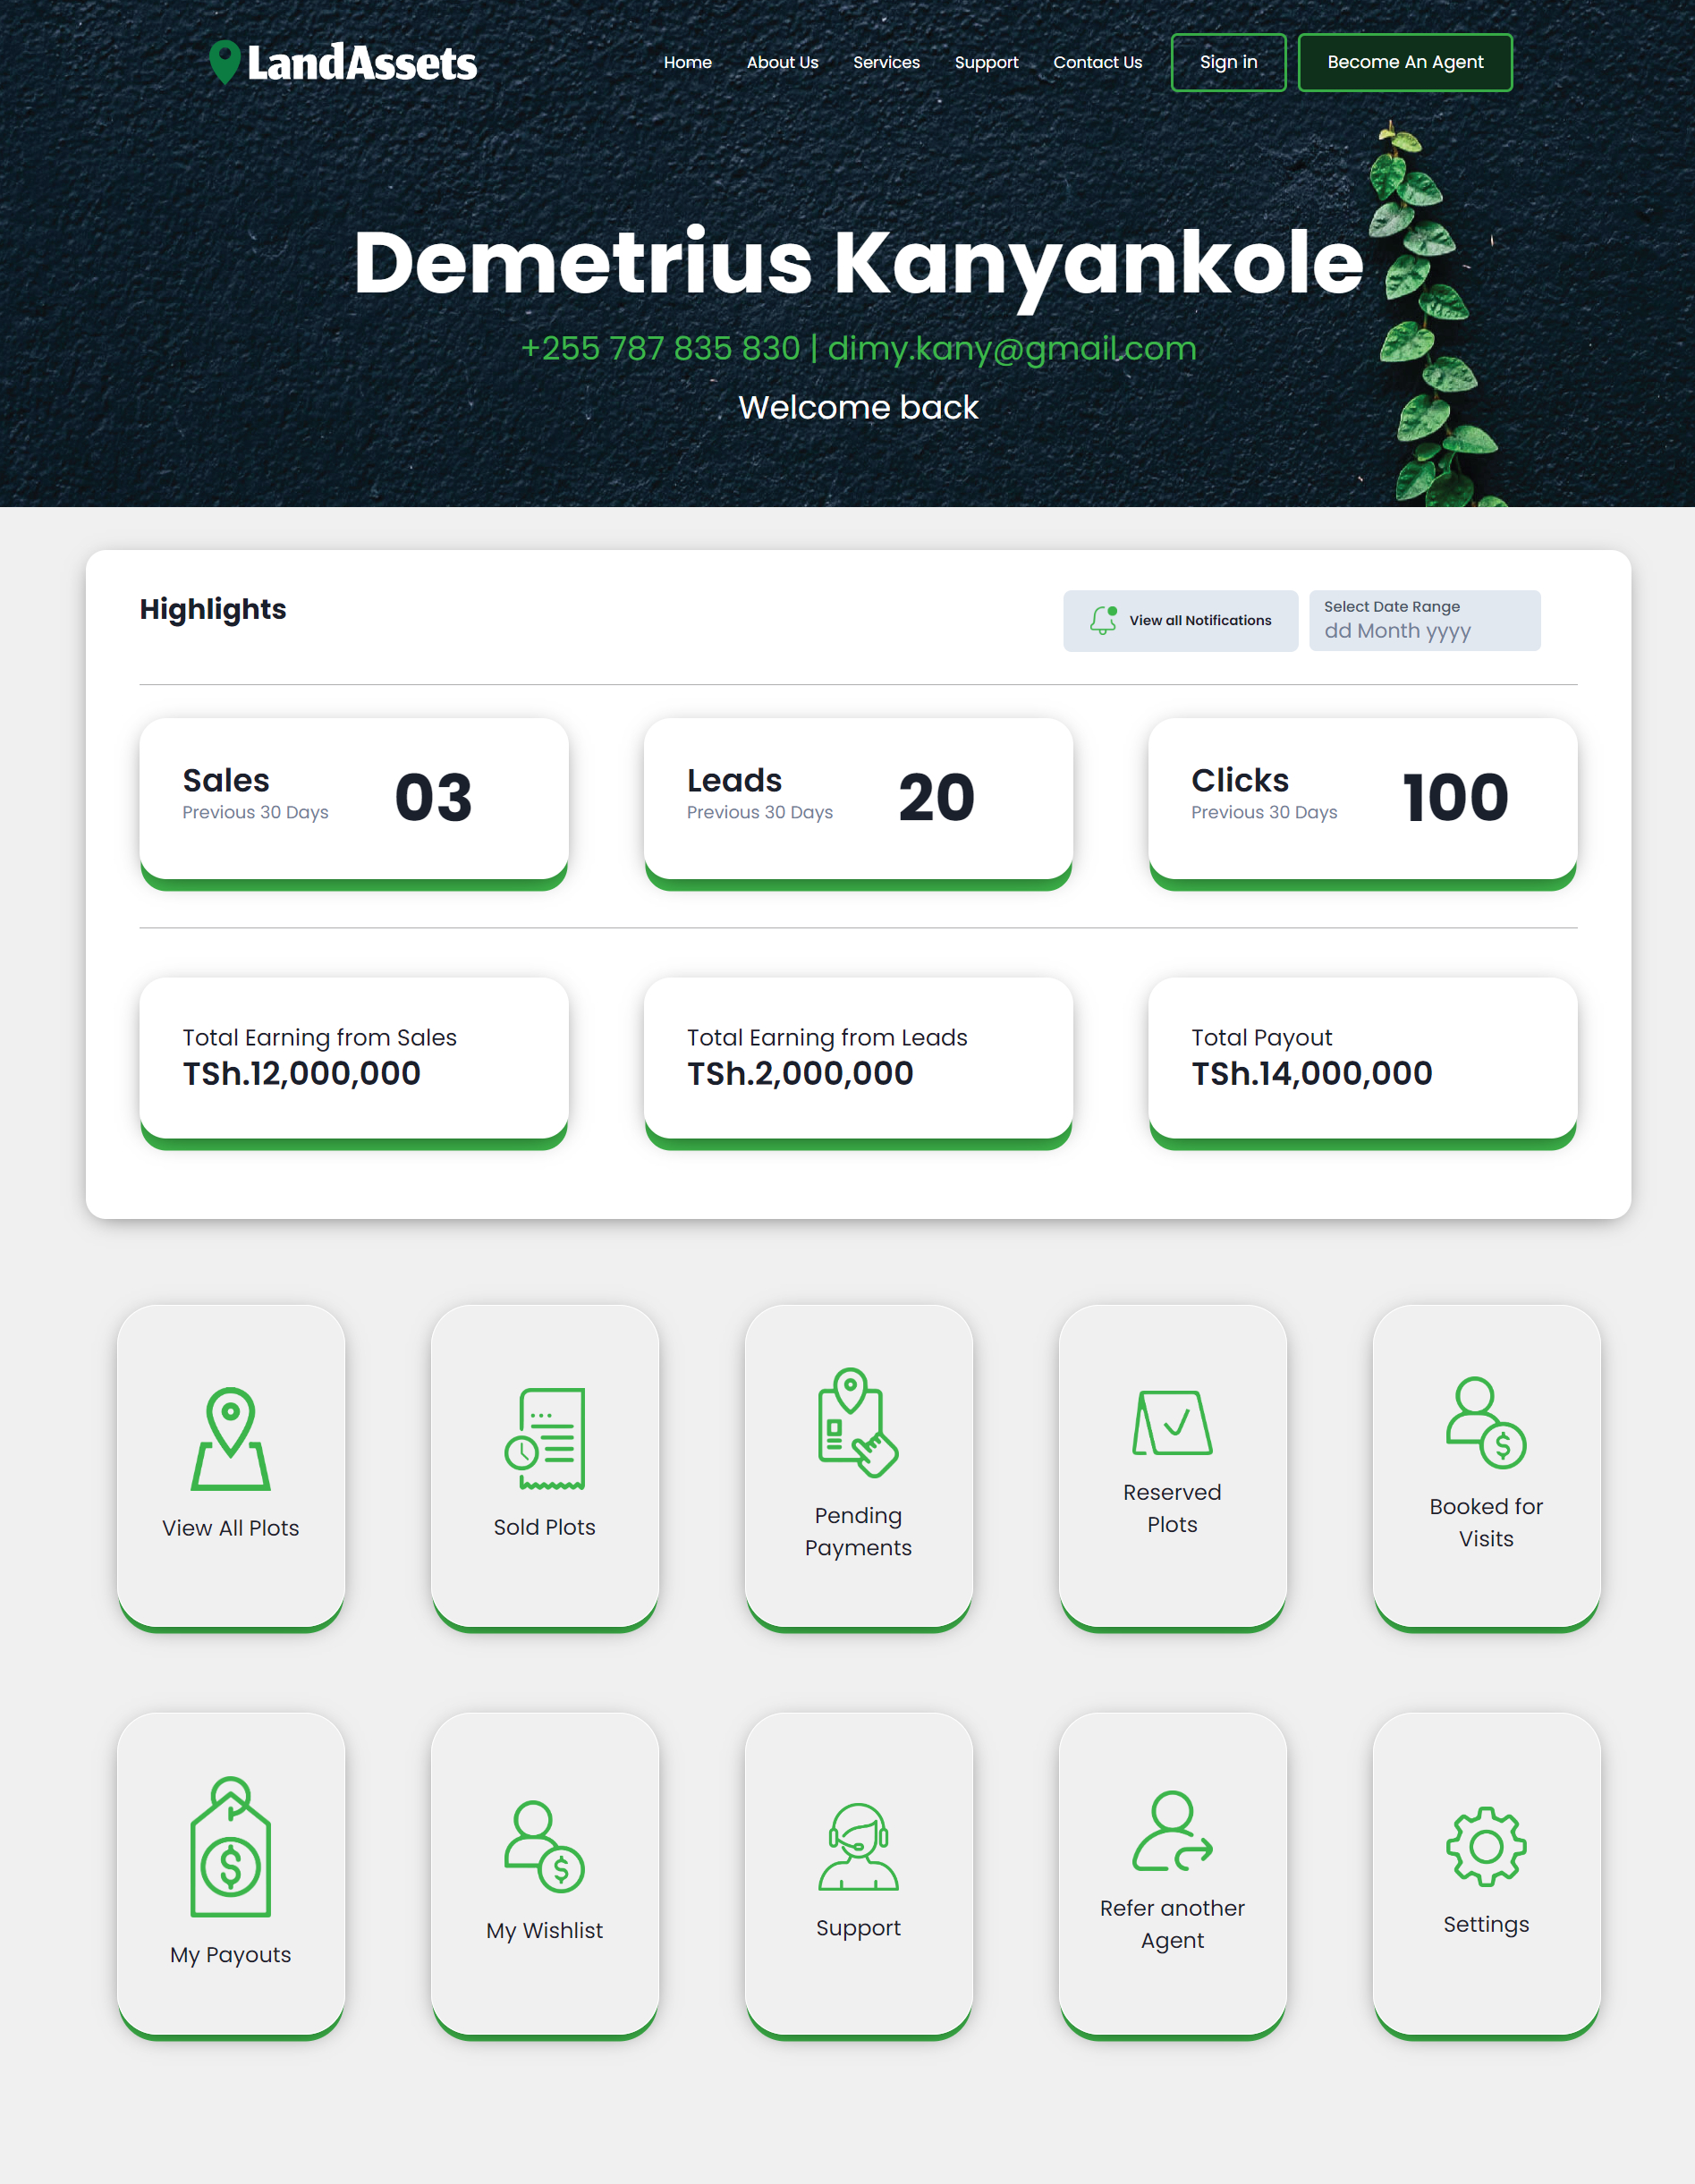 LandAssets
Home About Us Services Support Contact Us Sign in Become An Agent
Demetrius Kanyankole
+255 787 835 830 | dimy.kany@gmail.com
Welcome back
Highlights
View all Notifications
Select Date Range
dd Month yyyy
Sales
Previous 30 Days
03
Leads
Previous 30 Days
20
Clicks
Previous 30 Days
100
Total Earning from Sales
TSh.12,000,000
Total Earning from Leads
TSh.2,000,000
Total Payout
TSh.14,000,000
View All Plots
Sold Plots
Pending
Payments
Reserved
Plots
Booked for
Visits
My Payouts
My Wishlist
Support
Refer another
Agent
Settings